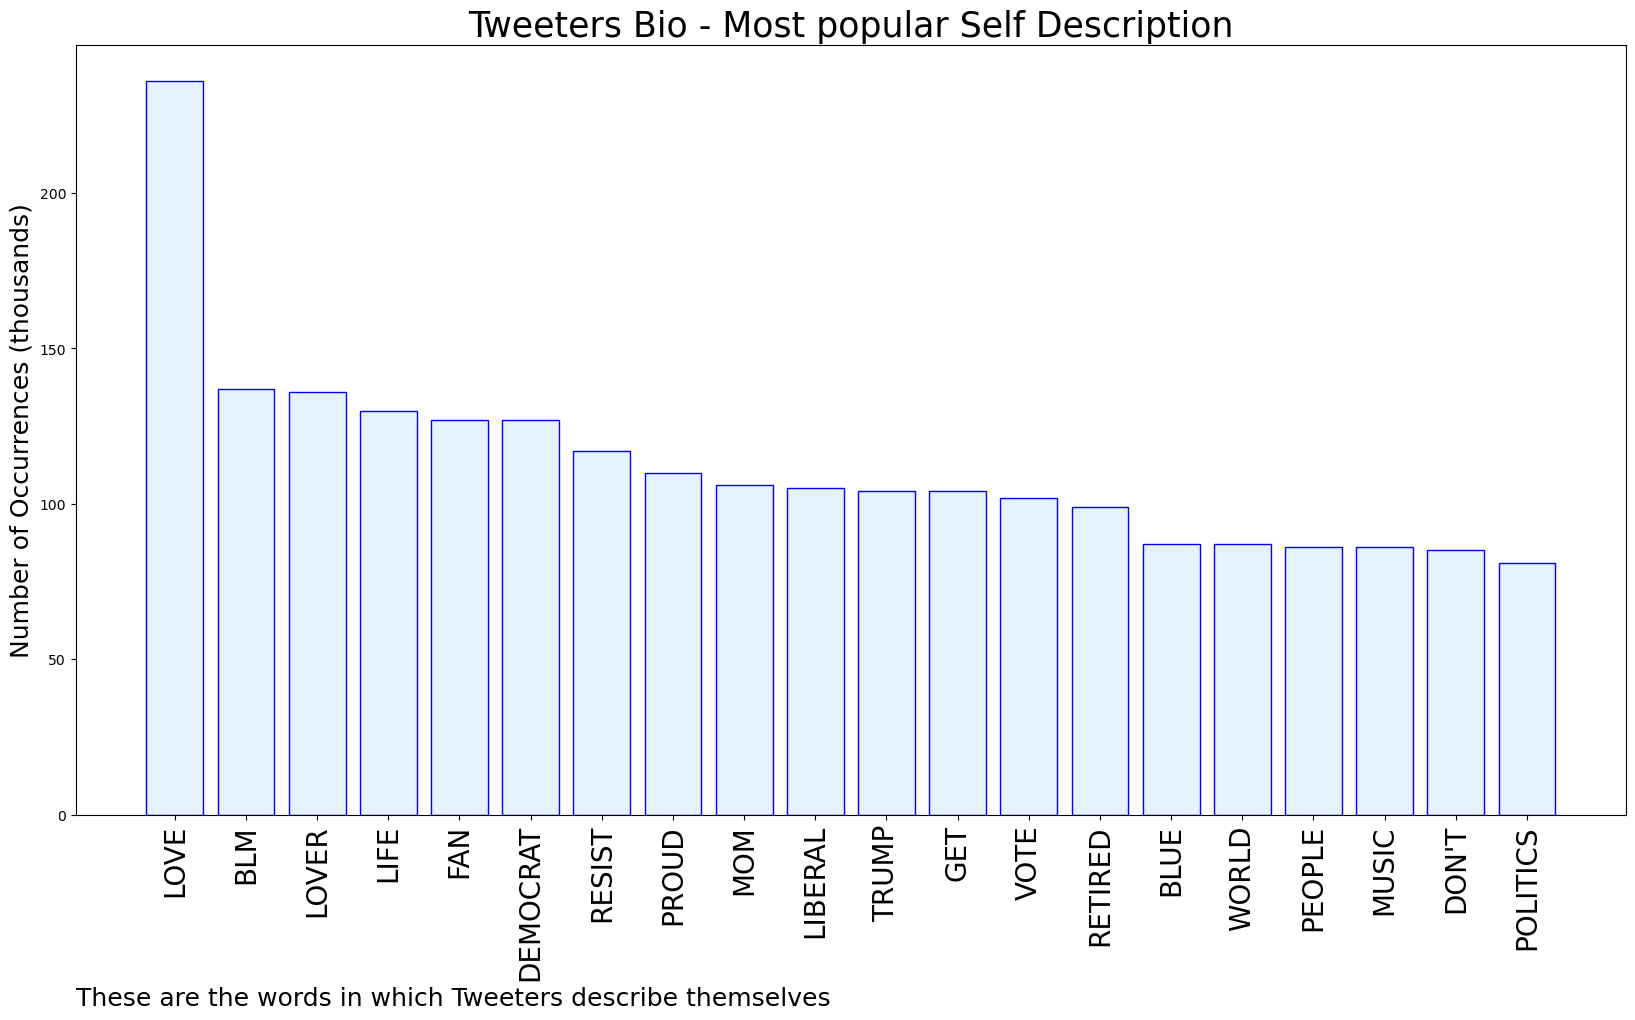 Tweeters Bio - Most popular Self Description
Number of Occurrences (thousands)
200
150
100
50
0
LOVE
BLM
LOVER
LIFE
FAN
DEMOCRAT
RESIST
PROUD
MOM
LIBERAL
TRUMP
GET
VOTE
RETIRED
BLUE
WORLD
PEOPLE
MUSIC
DON'T
POLITICS
These are the words in which Tweeters describe themselves